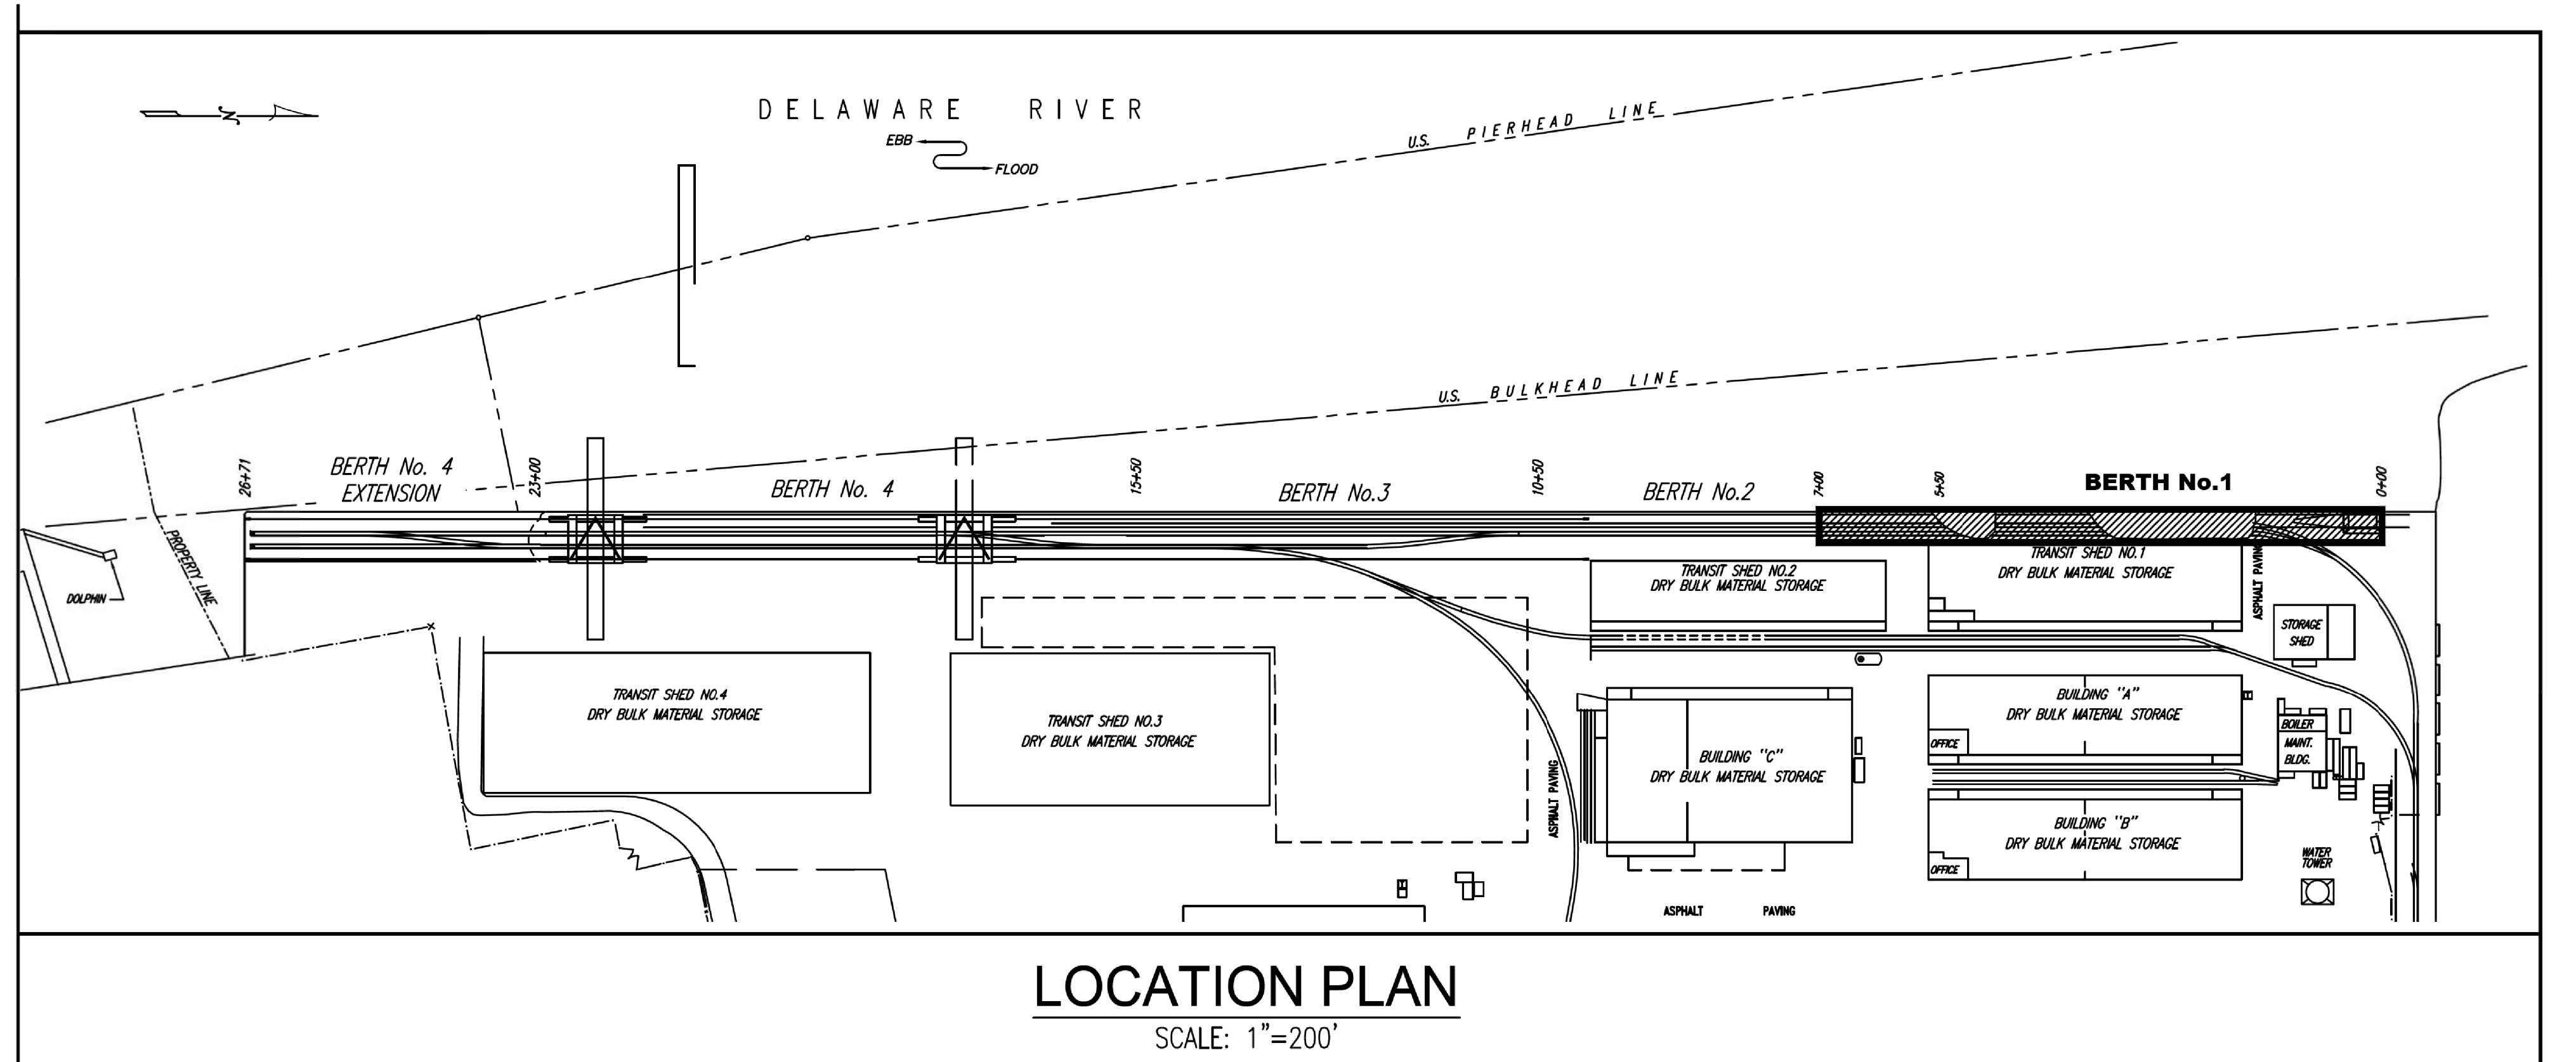 DELAWARE RIVER
EBB
FLOOD
N
U.S. PIERHEAD LINE
U.S. BULKHEAD LINE
26+71
BERTH No. 4
EXTENSION
23+00
BERTH No. 4
15+50
BERTH No.3
10+50
BERTH No.2
7+00
5+50
BERTH No.1
0+00
DOLPHIN
PROPERTY LINE
TRANSIT SHED NO.2
DRY BULK MATERIAL STORAGE
TRANSIT SHED NO.1
DRY BULK MATERIAL STORAGE
ASPHALT PAVING
STORAGE
SHED
TRANSIT SHED NO.4
DRY BULK MATERIAL STORAGE
TRANSIT SHED NO.3
DRY BULK MATERIAL STORAGE
ASPHALT PAVING
BUILDING "C"
DRY BULK MATERIAL STORAGE
BUILDING "A"
DRY BULK MATERIAL STORAGE
OFFICE
BOILER
MAINT.
BLDG.
BUILDING "B"
DRY BULK MATERIAL STORAGE
OFFICE
WATER
TOWER
ASPHALT PAVING
LOCATION PLAN
SCALE: 1"=200'